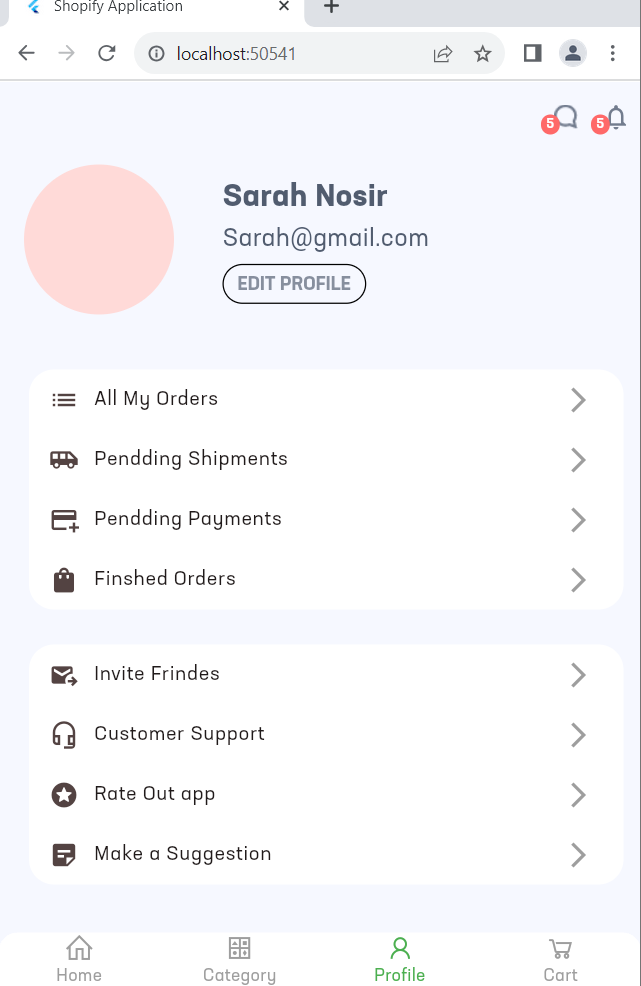 Shopify Application
localhost:50541
5 5
Sarah Nosir
Sarah@gmail.com
EDIT PROFILE
All My Orders
Pendding Shipments
Pendding Payments
Finshed Orders
Invite Frindes
Customer Support
Rate Out app
Make a Suggestion
Home Category Profile Cart